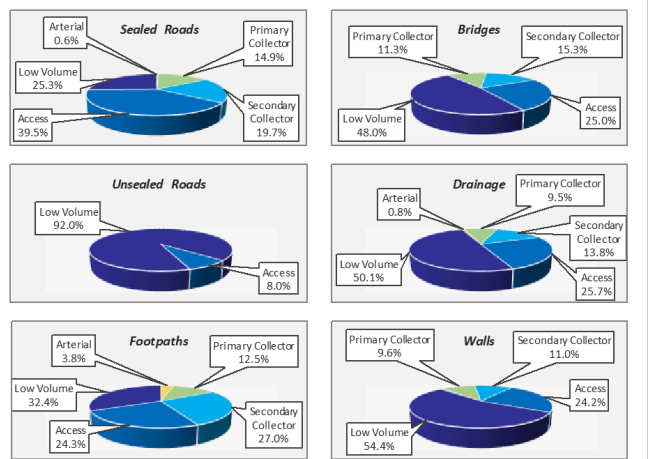 Sealed Roads
Arterial
0.6%
Primary
Collector
14.9%
Low Volume
25.3%
Access
39.5%
Secondary
Collector
19.7%
Bridges
Primary Collector
11.3%
Secondary Collector
15.3%
Low Volume
48.0%
Access
25.0%
Unsealed Roads
Low Volume
92.0%
Access
8.0%
Drainage
Arterial
0.8%
Primary Collector
9.5%
Secondary
Collector
13.8%
Low Volume
50.1%
Access
25.7%
Footpaths
Arterial
3.8%
Primary Collector
12.5%
Low Volume
32.4%
Access
24.3%
Secondary
Collector
27.0%
Walls
Primary Collector
9.6%
Secondary Collector
11.0%
Access
24.2%
Low Volume
54.4%